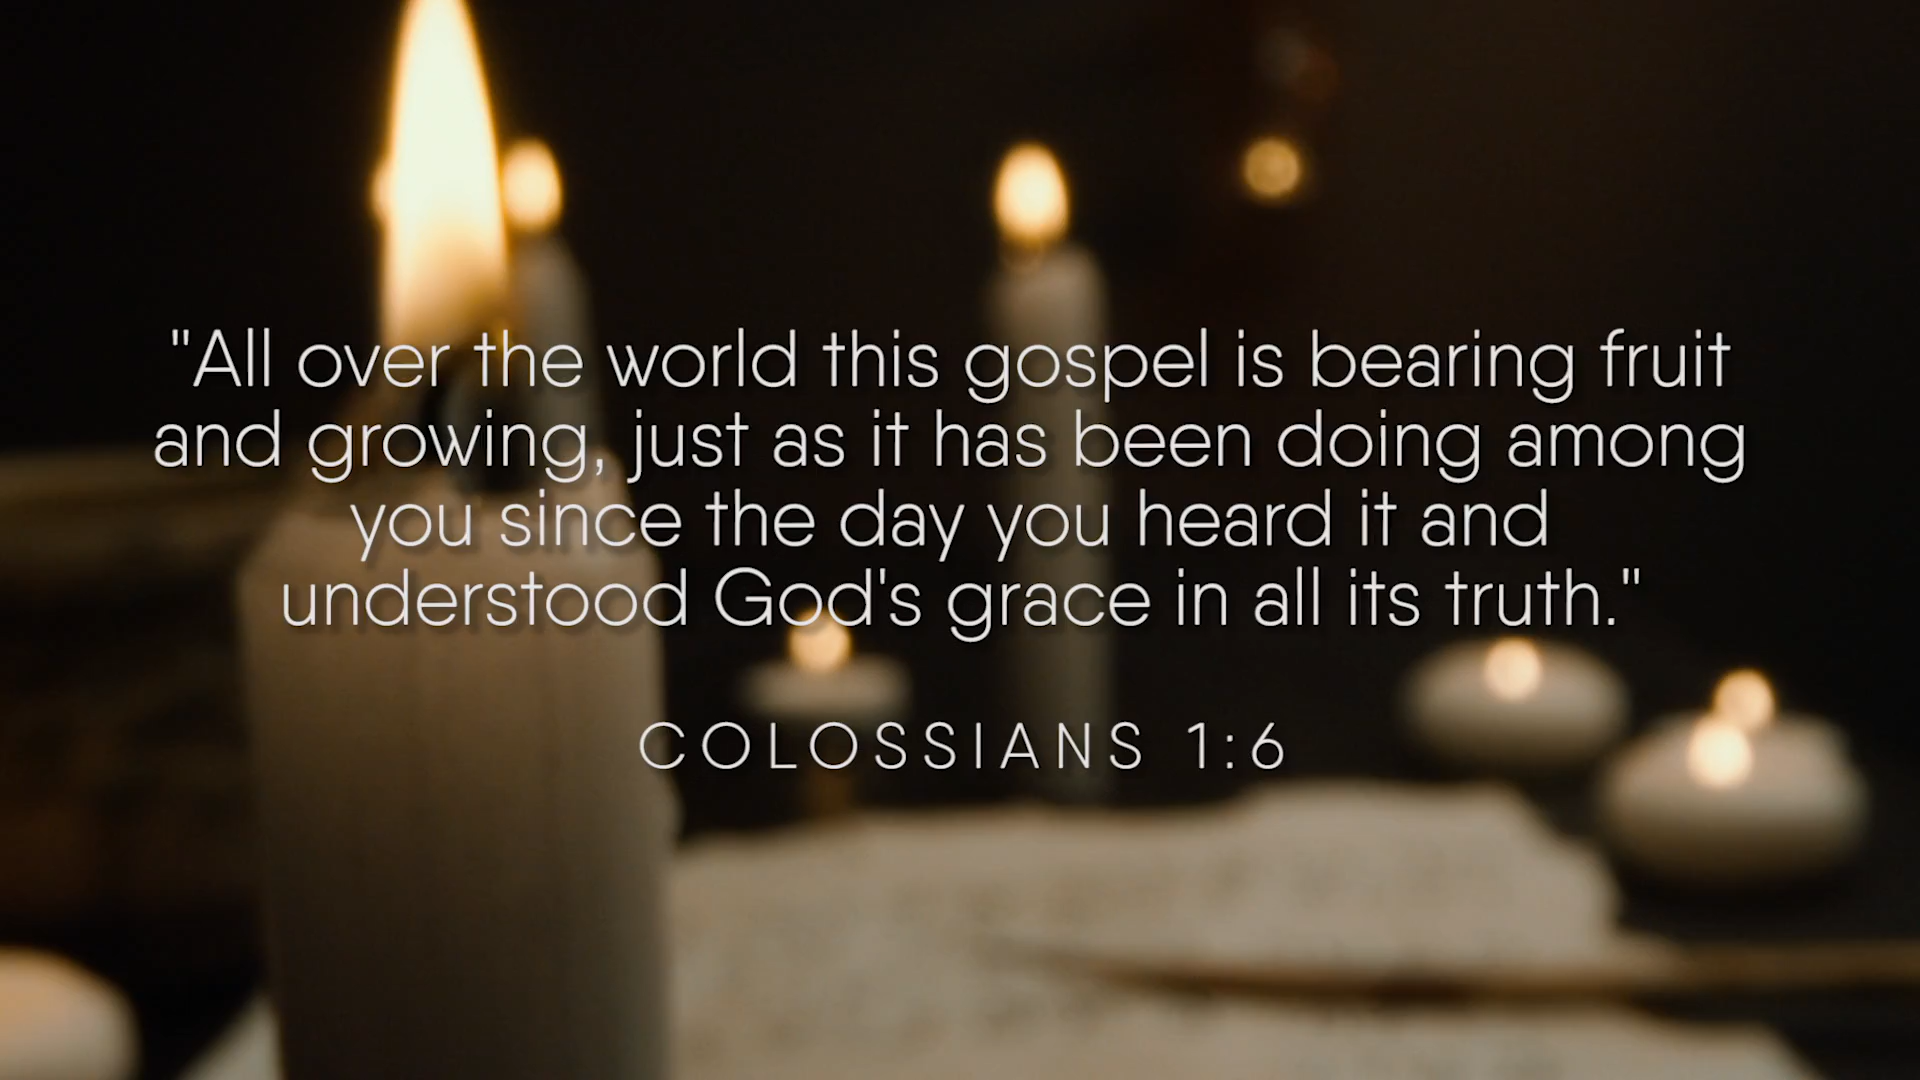 "All over the world this gospel is bearing fruit
and growing, just as it has been doing among
you since the day you heard it and
understood God's grace in all its truth."
COLOSSIANS 1:6